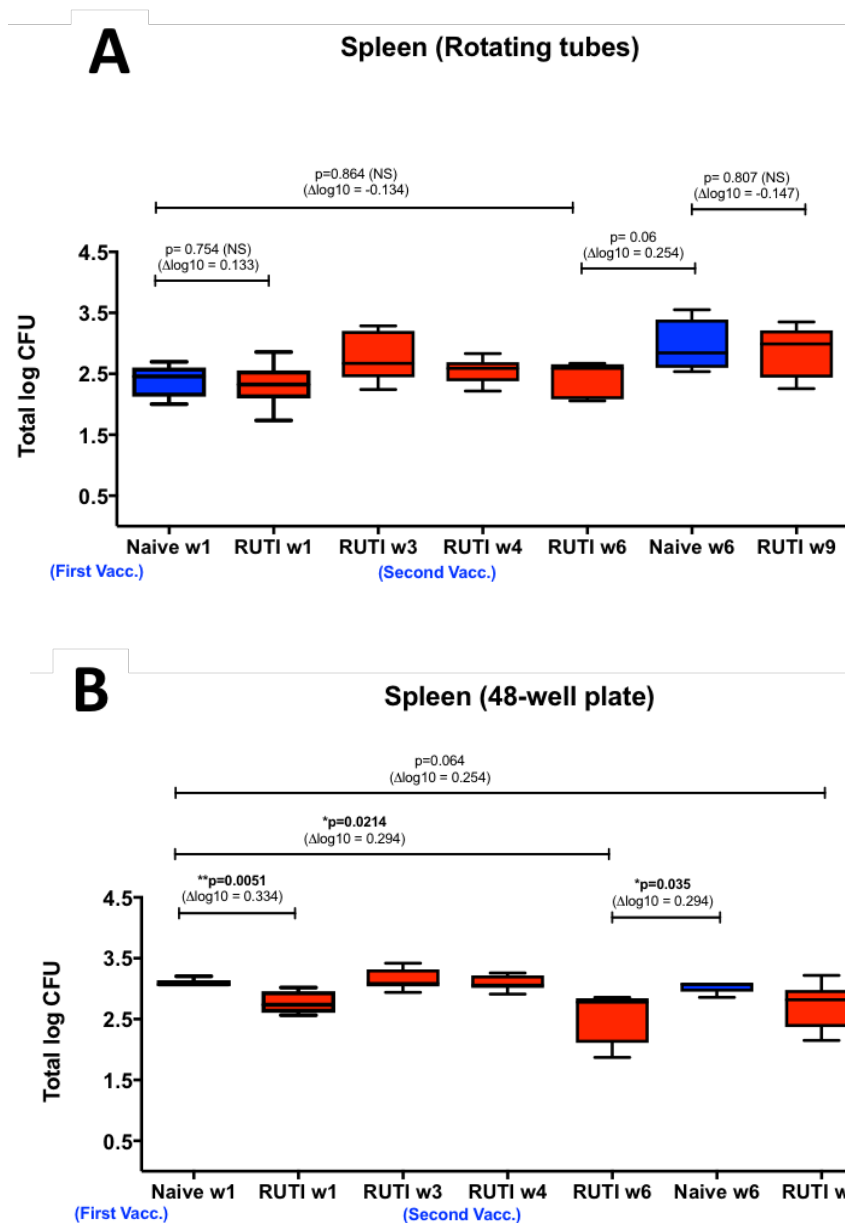 A
Spleen (Rotating tubes)
p=0.864 (NS)
(Δlog10 = -0.134)
p= 0.807 (NS)
(Δlog10 = -0.147)
p= 0.754 (NS)
(Δlog10 = 0.133)
p= 0.06
(Δlog10 = 0.254)
Total log CFU
4.5
3.5
2.5
1.5
0.5
Naive w1 RUTI w1 RUTI w3 RUTI w4 RUTI w6 Naive w6 RUTI w9
(First Vacc.) (Second Vacc.)
B
Spleen (48-well plate)
p=0.064
(Δlog10 = 0.254)
*p=0.0214
(Δlog10 = 0.294)
**p=0.0051
(Δlog10 = 0.334)
*p=0.035
(Δlog10 = 0.294)
Total log CFU
4.5
3.5
2.5
1.5
0.5
Naive w1 RUTI w1 RUTI w3 RUTI w4 RUTI w6 Naive w6 RUTI w
(First Vacc.) (Second Vacc.)